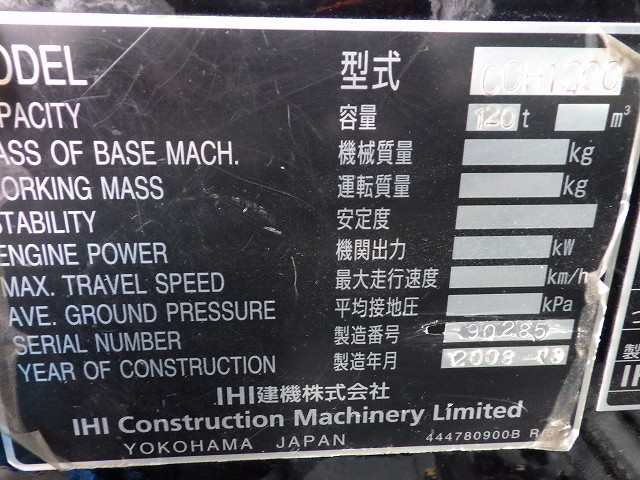 ODEL 型式 CCH1200
PACITY 容量 120 t m³
ASS OF BASE MACH. 機械質量 kg
ORKING MASS 運転質量 kg
TABILITY 安定度
ENGINE POWER 機関出力 kW
MAX. TRAVEL SPEED 最大走行速度 km/h
AVE. GROUND PRESSURE 平均接地圧 kPa
SERIAL NUMBER 製造番号 90285
YEAR OF CONSTRUCTION 製造年月 2008-09
IHI建機株式会社
IHI Construction Machinery Limited
YOKOHAMA JAPAN 444780900B
製